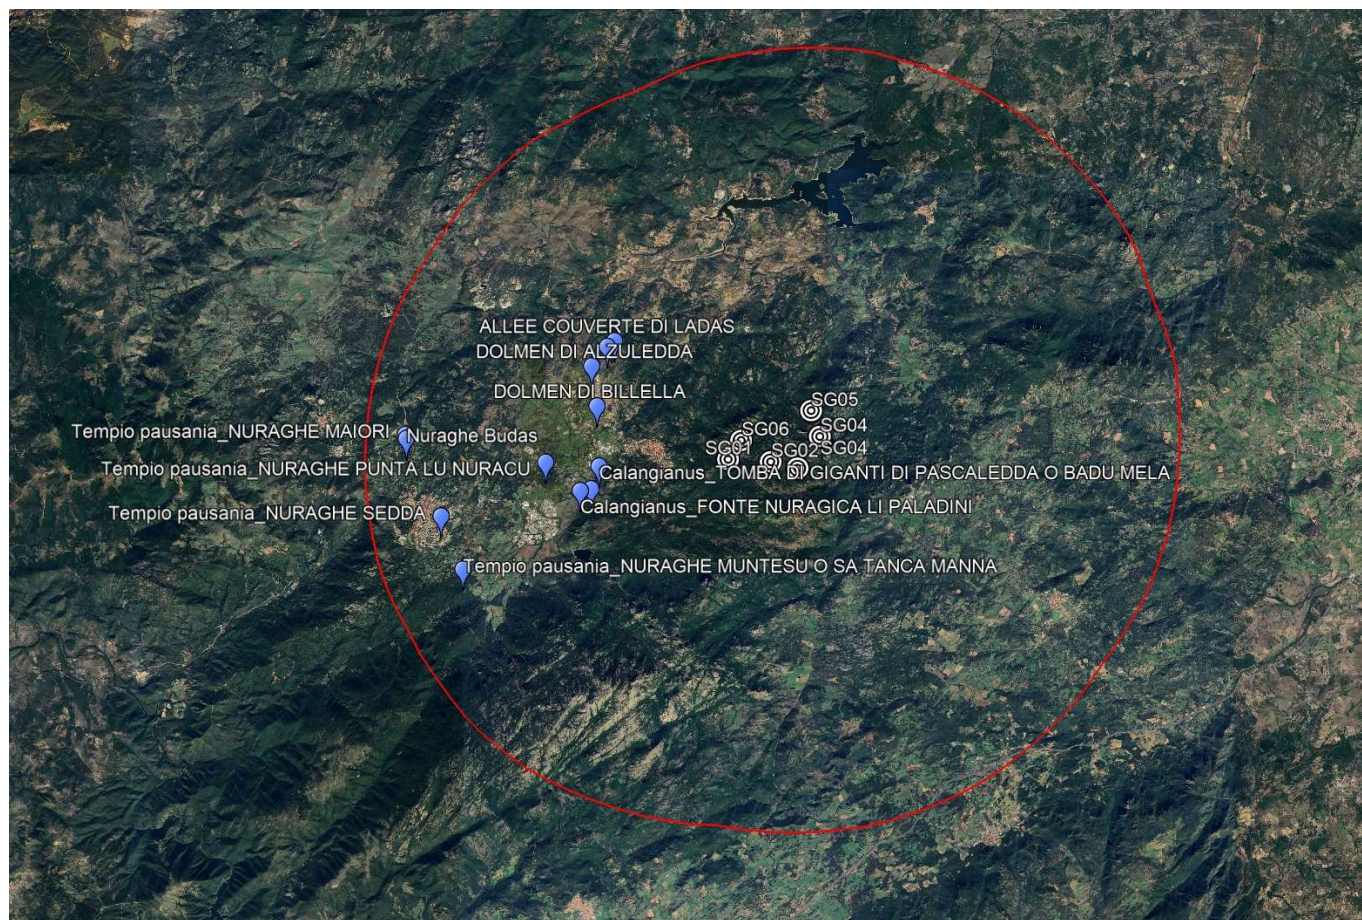 ALLEE COUVERTE DI LADAS
DOLMEN DI ALZULEDDA
DOLMEN DI BILLELLA
SG05
SG04
SG06
Tempio pausania_NURAGHE MAIORI
Nuraghe Budas
SG01
SG02
SG04
Tempio pausania_NURAGHE PUNTA LU NURACU
Calangianus_TOMBA DI GIGANTI DI PASCALEDDA O BADU MELA
Calangianus_FONTE NURAGICA LI PALADINI
Tempio pausania_NURAGHE SEDDA
Tempio pausania_NURAGHE MUNTESU O SA TANCA MANNA